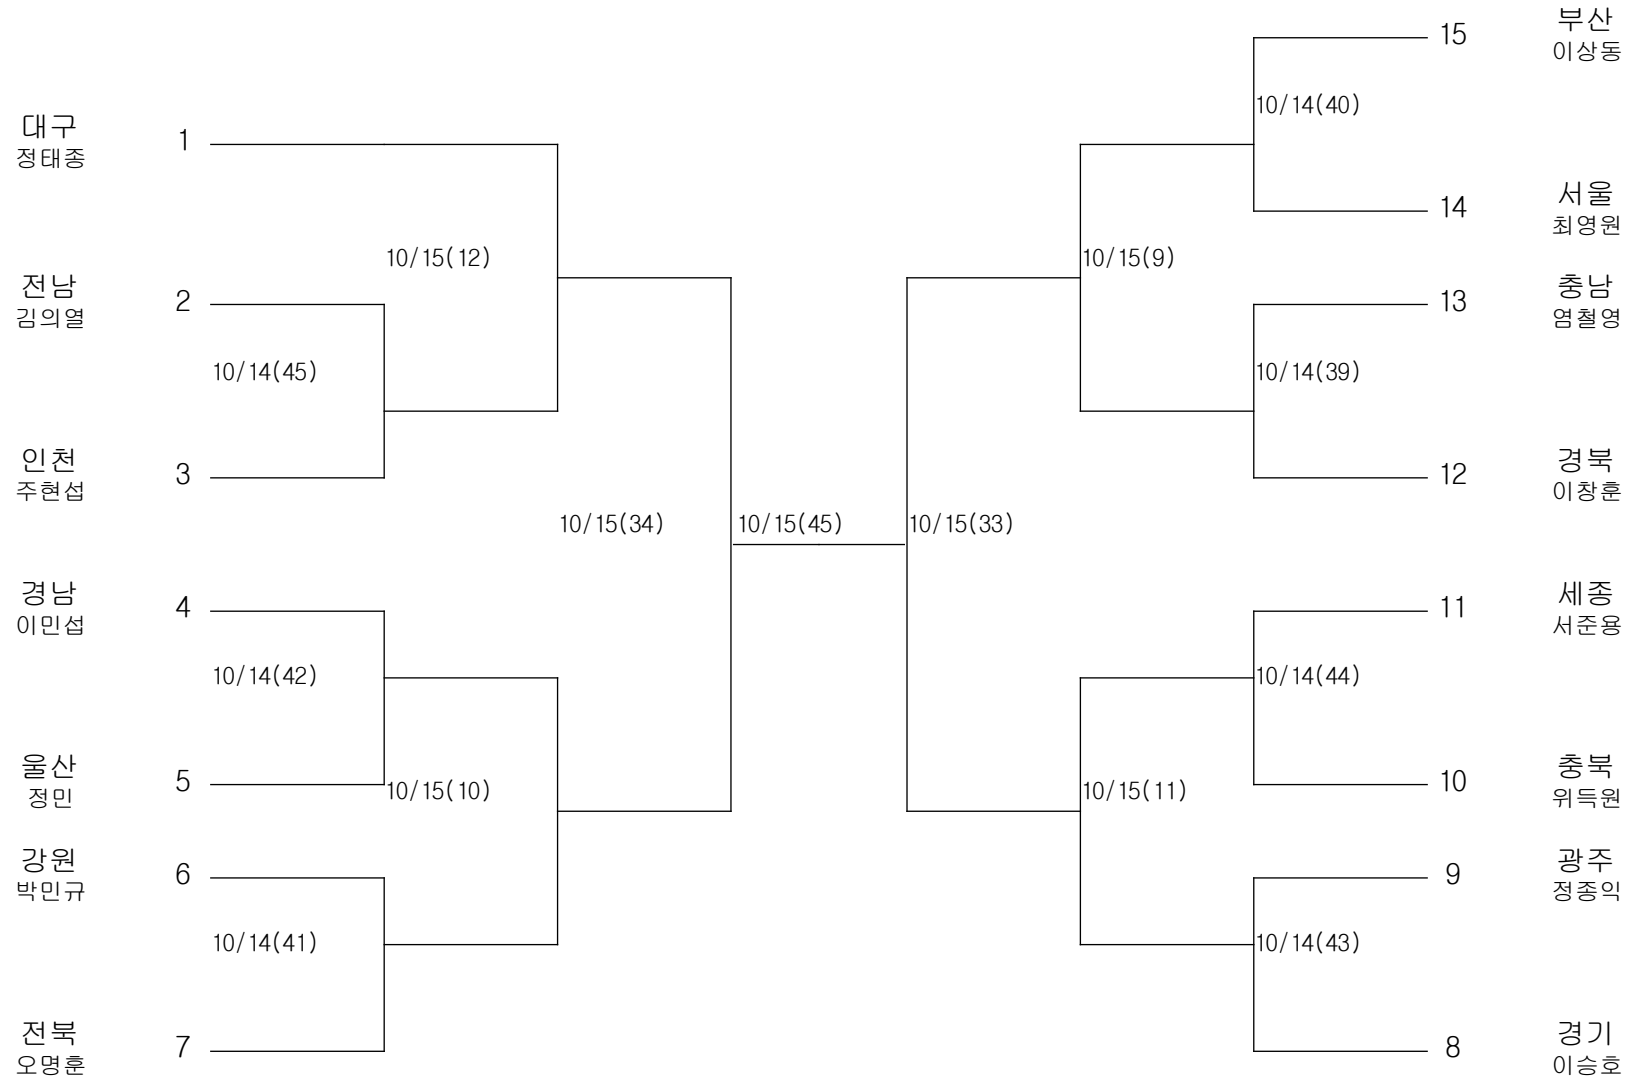 부산
15
이상동
10/14(40)
대구
1
정태종
서울
14
최영원
10/15(12)
10/15(9)
전남
2
김의열
충남
13
염철영
10/14(45)
10/14(39)
인천
3
주현섭
경북
12
이창훈
10/15(34)
10/15(45)
10/15(33)
경남
4
이민섭
세종
11
서준용
10/14(42)
10/14(44)
울산
5
정민
10/15(10)
10/15(11)
충북
10
위득원
강원
6
박민규
광주
9
정종익
10/14(41)
10/14(43)
전북
7
오명훈
경기
8
이승호